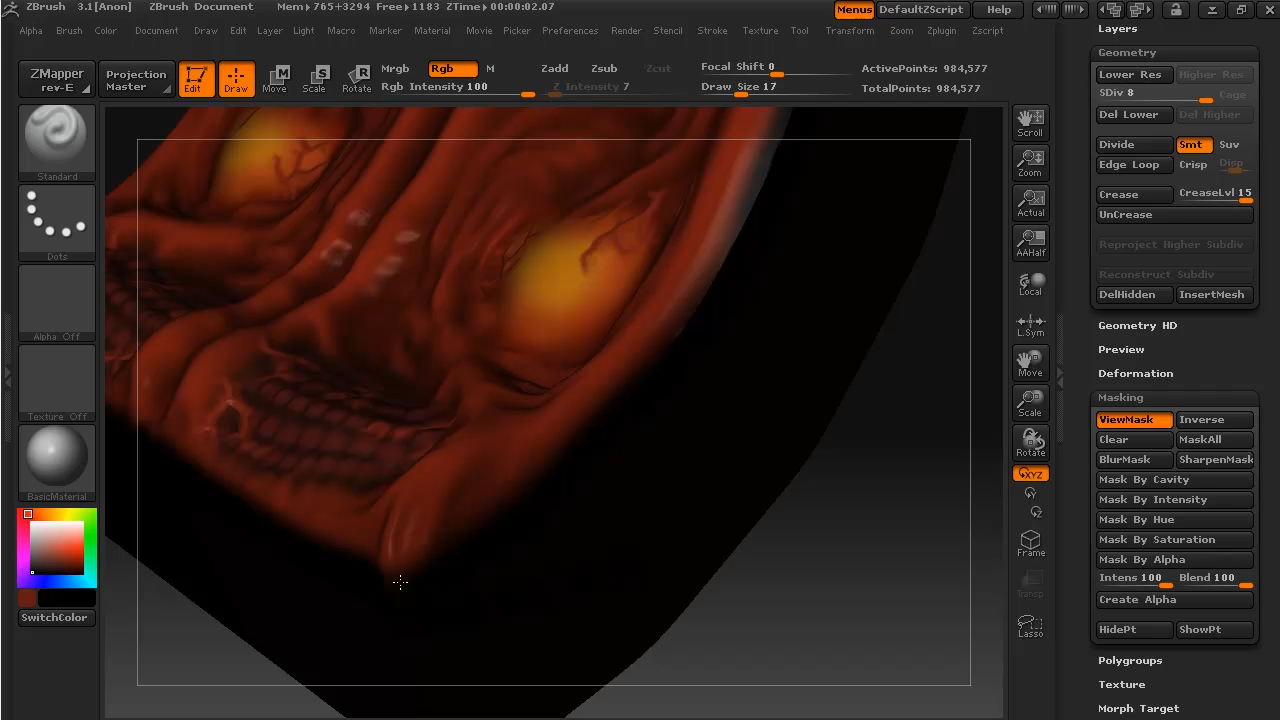 ZBrush 3.1[Anon] ZBrush Document Mem▶765+3294 Free▶1183 ZTime▶00:00:02.07 Menus DefaultZScript Help
Alpha Brush Color Document Draw Edit Layer Light Macro Marker Material Movie Picker Preferences Render Stencil Stroke Texture Tool Transform Zoom Zplugin Zscript
ZMapper
rev-E
Projection
Master
Edit
Draw
Move
Scale
Rotate
Mrgb Rgb M Zadd Zsub Zcut Focal Shift 0 ActivePoints: 984,577
Rgb Intensity 100 Z Intensity 7 Draw Size 17 TotalPoints: 984,577
Standard
Dots
Alpha Off
Texture Off
BasicMaterial
SwitchColor
Scroll
Zoom
Actual
AAHalf
Local
L.Sym
Move
Scale
Rotate
XYZ
Y
Z
Frame
Transp
Lasso
Layers
Geometry
Lower Res Higher Res
SDiv 8 Cage
Del Lower Del Higher
Divide Smt Suv
Edge Loop Crisp Disp
Crease CreaseLvl 15
UnCrease
Reproject Higher Subdiv
Reconstruct Subdiv
DelHidden InsertMesh
Geometry HD
Preview
Deformation
Masking
ViewMask Inverse
Clear MaskAll
BlurMask SharpenMask
Mask By Cavity
Mask By Intensity
Mask By Hue
Mask By Saturation
Mask By Alpha
Intens 100 Blend 100
Create Alpha
HidePt ShowPt
Polygroups
Texture
Morph Target